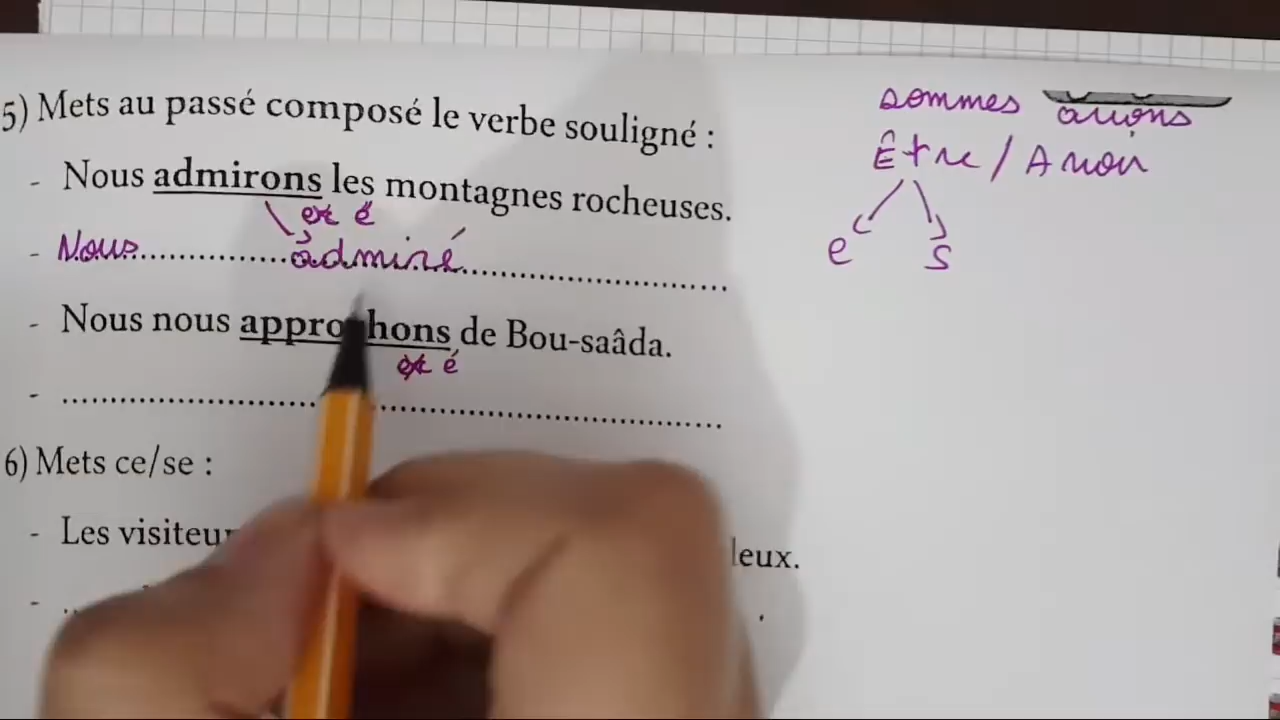 sommes avons
5) Mets au passé composé le verbe souligné :
Être / Avoir
- Nous admirons les montagnes rocheuses.
é
e s
- Nous.............admiré..............................
- Nous nous approchons de Bou-saâda.
é
- ..............................................................
6) Mets ce/se :
- Les visiteur leux.
- ..